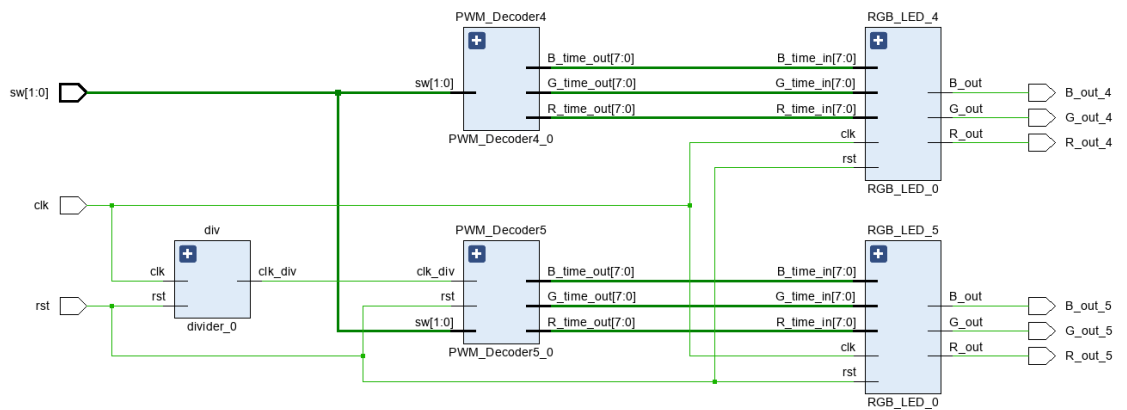 PWM_Decoder4
RGB_LED_4
B_time_out[7:0]
B_time_in[7:0]
sw[1:0]
sw[1:0]
G_time_out[7:0]
G_time_in[7:0]
B_out
B_out_4
R_time_out[7:0]
R_time_in[7:0]
G_out
G_out_4
PWM_Decoder4_0
clk
R_out
R_out_4
rst
RGB_LED_0
clk
div
PWM_Decoder5
RGB_LED_5
clk
clk_div
clk_div
B_time_out[7:0]
B_time_in[7:0]
rst
rst
rst
G_time_out[7:0]
G_time_in[7:0]
B_out
B_out_5
divider_0
sw[1:0]
R_time_out[7:0]
R_time_in[7:0]
G_out
G_out_5
PWM_Decoder5_0
clk
R_out
R_out_5
rst
RGB_LED_0